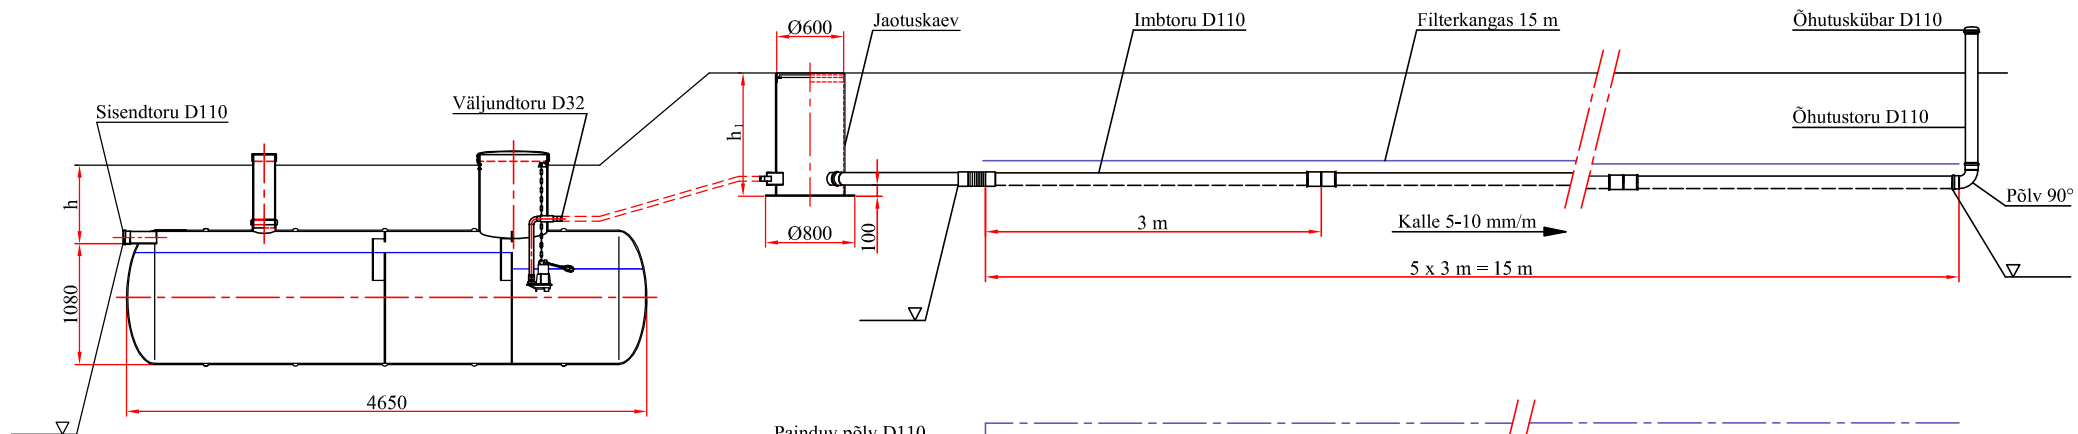 Ø600
Jaotuskaev
Imbtoru D110
Filterkangas 15 m
Õhutuskübar D110
Sisendtoru D110
Väljundtoru D32
h₁
Õhutustoru D110
h
Põlv 90°
Ø800
100
3 m
Kalle 5-10 mm/m
5 x 3 m = 15 m
1080
4650
Painduv põlv D110